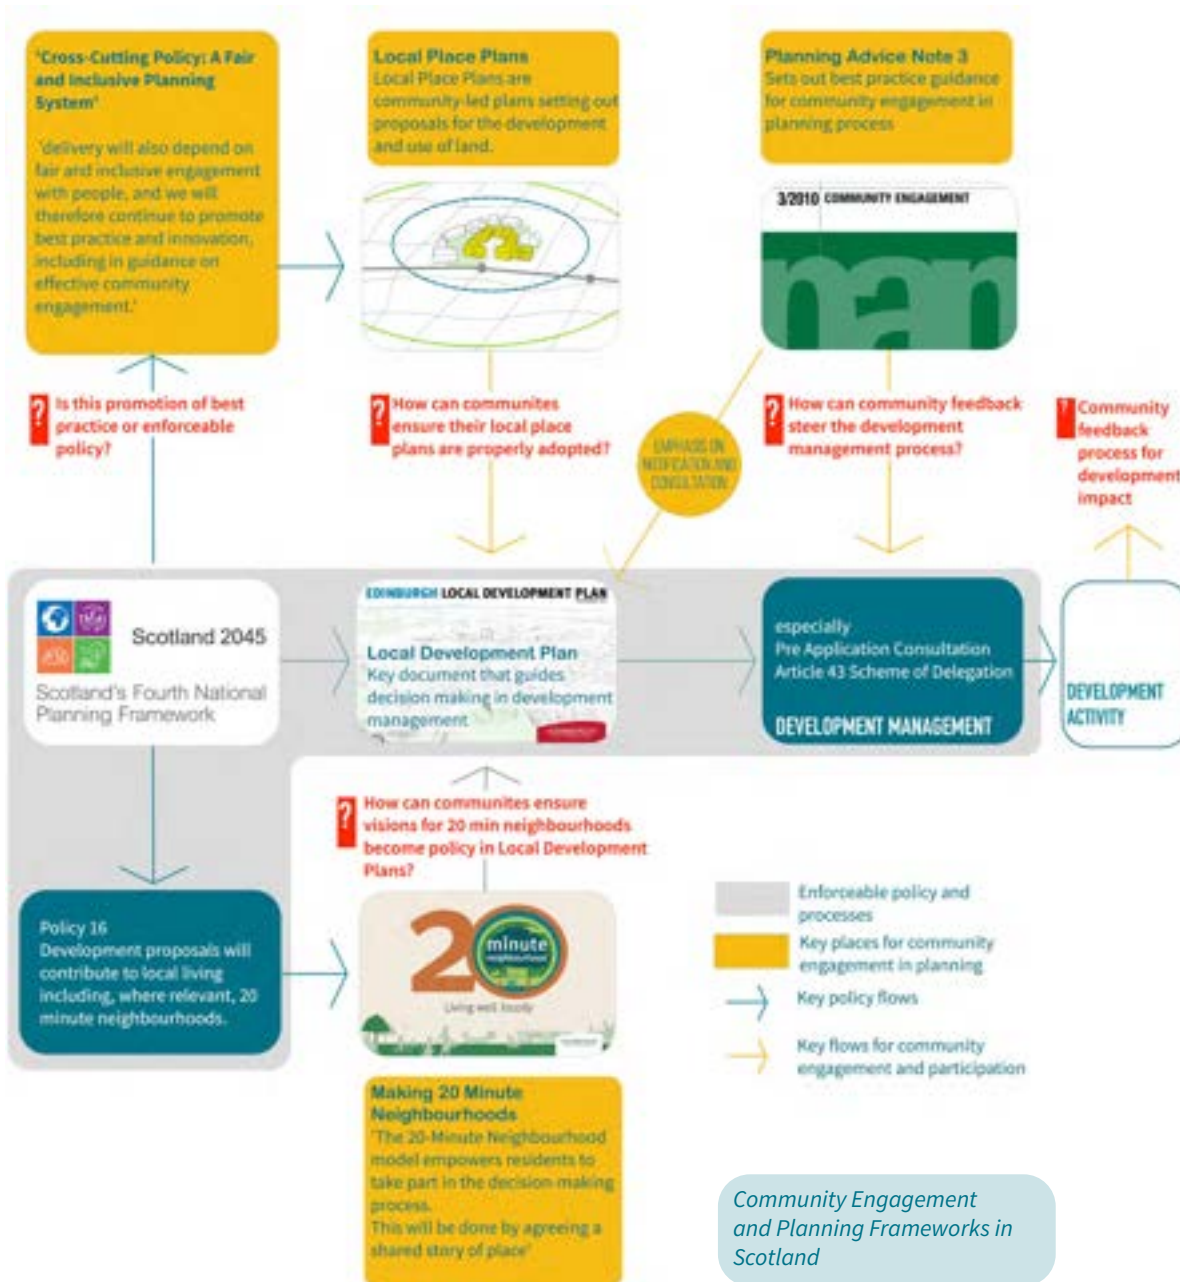 'Cross-Cutting Policy: A Fair
and Inclusive Planning
System'
'delivery will also depend on
fair and inclusive engagement
with people, and we will
therefore continue to promote
best practice and innovation,
including in guidance on
effective community
engagement.'
Local Place Plans
Local Place Plans are
community-led plans setting out
proposals for the development
and use of land.
Planning Advice Note 3
Sets out best practice guidance
for community engagement in
planning process
3/2010 COMMUNITY ENGAGEMENT
pan
? Is this promotion of best
practice or enforceable
policy?
? How can communites
ensure their local place
plans are properly adopted?
EMPHASIS ON
NOTIFICATION AND
CONSULTATION
? How can community feedback
steer the development
management process?
? Community
feedback
process for
development
impact
Scotland 2045
Scotland's Fourth National
Planning Framework
EDINBURGH LOCAL DEVELOPMENT PLAN
Local Development Plan
Key document that guides
decision making in development
management
especially
Pre Application Consultation
Article 43 Scheme of Delegation
DEVELOPMENT MANAGEMENT
DEVELOPMENT
ACTIVITY
? How can communites ensure
visions for 20 min neighbourhoods
become policy in Local Development
Plans?
Policy 16
Development proposals will
contribute to local living
including, where relevant, 20
minute neighbourhoods.
20
minute
neighbourhood
Living well locally
Making 20 Minute
Neighbourhoods
'The 20-Minute Neighbourhood
model empowers residents to
take part in the decision-making
process.
This will be done by agreeing a
shared story of place'
Enforceable policy and
processes
Key places for community
engagement in planning
Key policy flows
Key flows for community
engagement and participation
Community Engagement
and Planning Frameworks in
Scotland